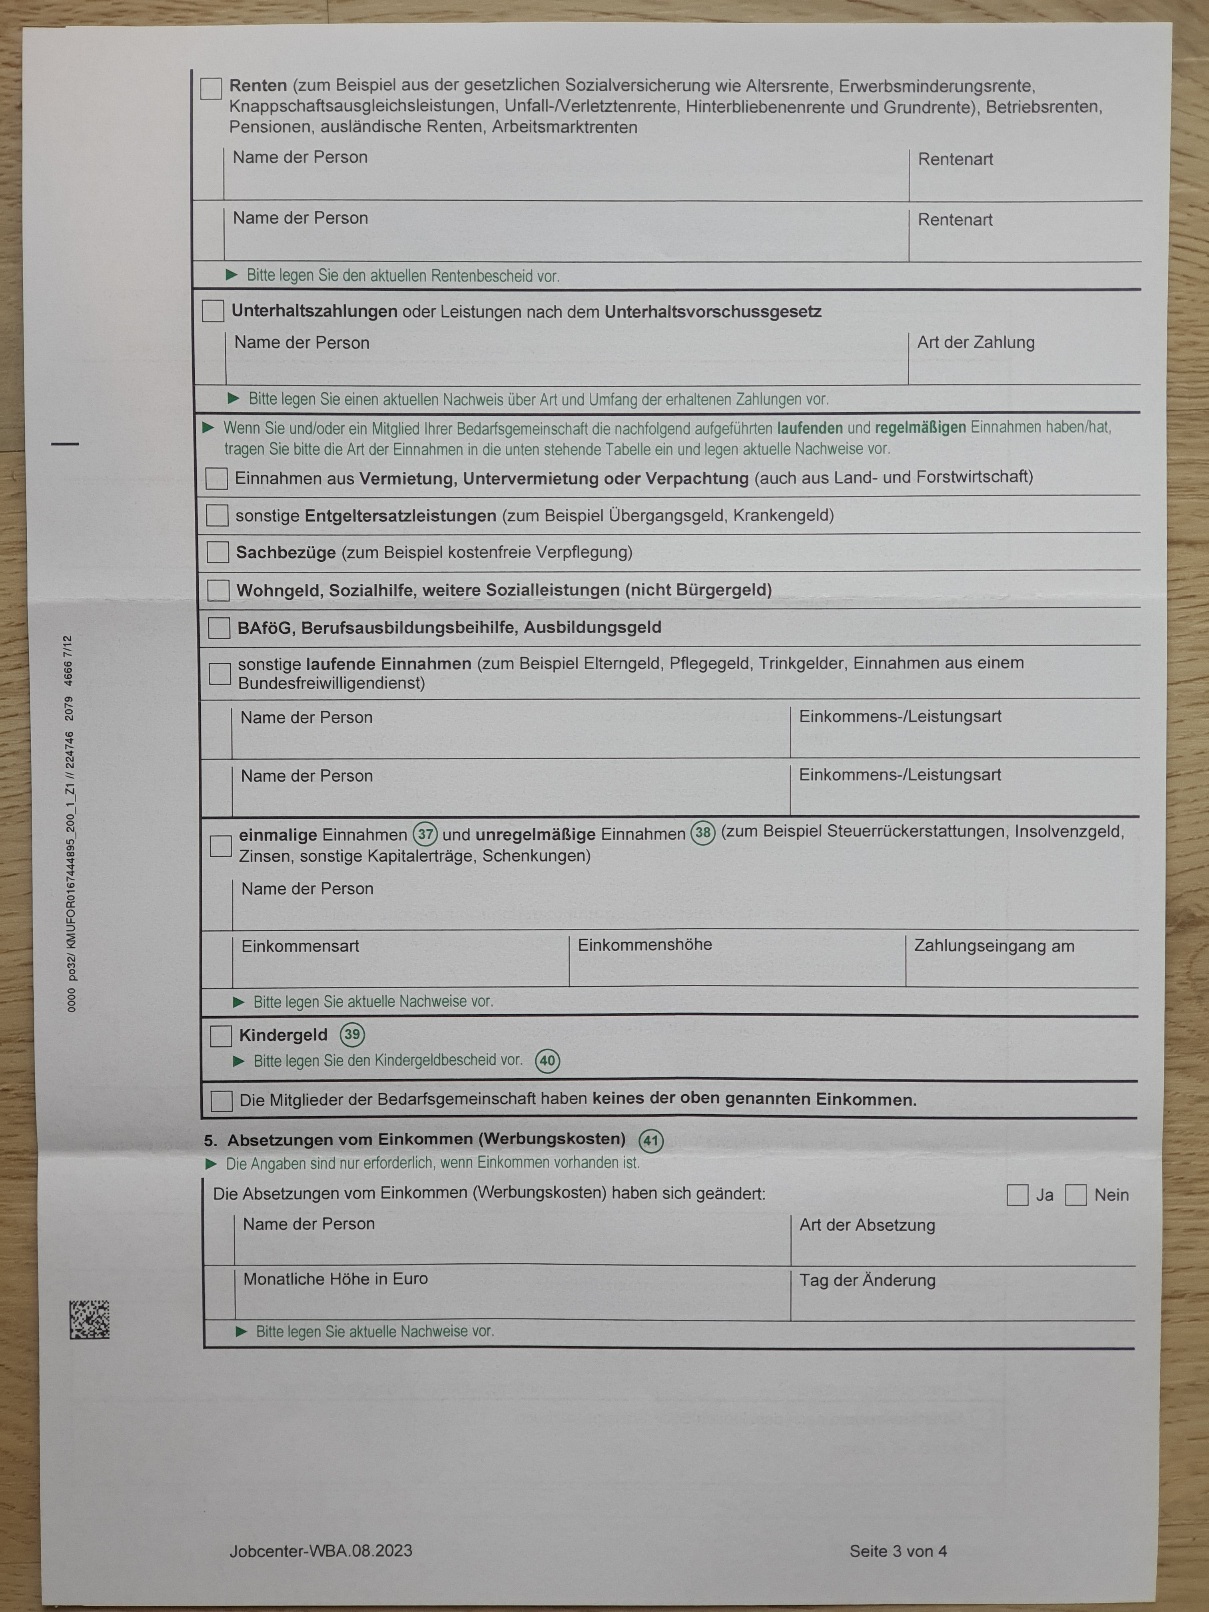 Renten (zum Beispiel aus der gesetzlichen Sozialversicherung wie Altersrente, Erwerbsminderungsrente,
Knappschaftsausgleichsleistungen, Unfall-/Verletztenrente, Hinterbliebenenrente und Grundrente), Betriebsrenten,
Pensionen, ausländische Renten, Arbeitsmarktrenten
Name der Person Rentenart
Name der Person Rentenart
▶ Bitte legen Sie den aktuellen Rentenbescheid vor.
Unterhaltszahlungen oder Leistungen nach dem Unterhaltsvorschussgesetz
Name der Person Art der Zahlung
▶ Bitte legen Sie einen aktuellen Nachweis über Art und Umfang der erhaltenen Zahlungen vor.
▶ Wenn Sie und/oder ein Mitglied Ihrer Bedarfsgemeinschaft die nachfolgend aufgeführten laufenden und regelmäßigen Einnahmen haben/hat,
tragen Sie bitte die Art der Einnahmen in die unten stehende Tabelle ein und legen aktuelle Nachweise vor.
Einnahmen aus Vermietung, Untervermietung oder Verpachtung (auch aus Land- und Forstwirtschaft)
sonstige Entgeltersatzleistungen (zum Beispiel Übergangsgeld, Krankengeld)
Sachbezüge (zum Beispiel kostenfreie Verpflegung)
Wohngeld, Sozialhilfe, weitere Sozialleistungen (nicht Bürgergeld)
BAföG, Berufsausbildungsbeihilfe, Ausbildungsgeld
sonstige laufende Einnahmen (zum Beispiel Elterngeld, Pflegegeld, Trinkgelder, Einnahmen aus einem
Bundesfreiwilligendienst)
Name der Person Einkommens-/Leistungsart
Name der Person Einkommens-/Leistungsart
einmalige Einnahmen 37 und unregelmäßige Einnahmen 38 (zum Beispiel Steuerrückerstattungen, Insolvenzgeld,
Zinsen, sonstige Kapitalerträge, Schenkungen)
Name der Person
Einkommensart Einkommenshöhe Zahlungseingang am
▶ Bitte legen Sie aktuelle Nachweise vor.
Kindergeld 39
▶ Bitte legen Sie den Kindergeldbescheid vor. 40
Die Mitglieder der Bedarfsgemeinschaft haben keines der oben genannten Einkommen.
5. Absetzungen vom Einkommen (Werbungskosten) 41
▶ Die Angaben sind nur erforderlich, wenn Einkommen vorhanden ist.
Die Absetzungen vom Einkommen (Werbungskosten) haben sich geändert: Ja Nein
Name der Person Art der Absetzung
Monatliche Höhe in Euro Tag der Änderung
▶ Bitte legen Sie aktuelle Nachweise vor.
0000 po32/ KMUFOR0167444895_200_1_Z1 // 224746 2079 4666 7/12
Jobcenter-WBA.08.2023 Seite 3 von 4